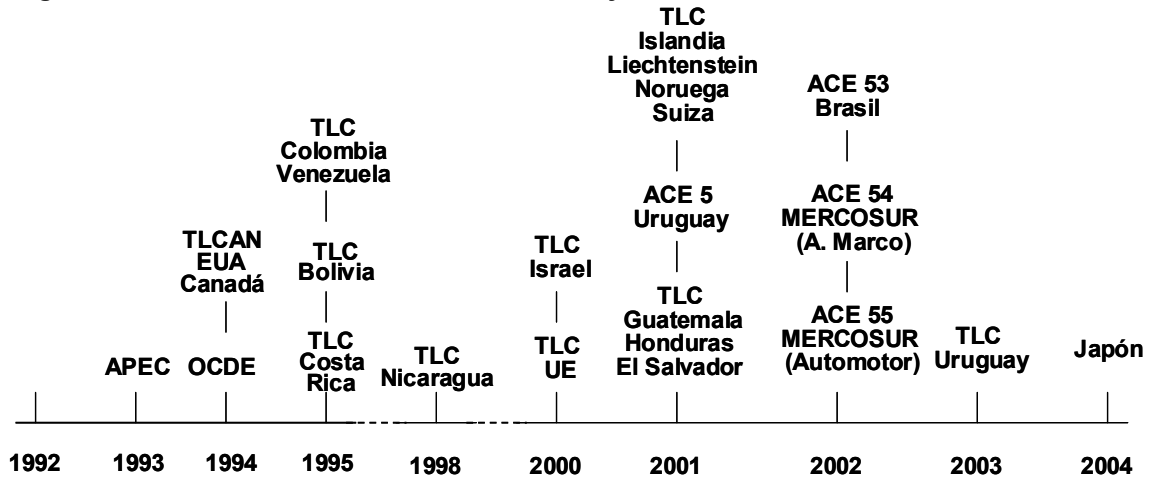 TLC
Islandia
Liechtenstein
Noruega
Suiza
ACE 53
Brasil
TLC
Colombia
Venezuela
ACE 5
Uruguay
ACE 54
MERCOSUR
(A. Marco)
TLCAN
EUA
Canadá
TLC
Bolivia
TLC
Israel
TLC
Guatemala
Honduras
El Salvador
ACE 55
MERCOSUR
(Automotor)
APEC
OCDE
TLC
Costa
Rica
TLC
Nicaragua
TLC
UE
TLC
Uruguay
Japón
1992 1993 1994 1995 1998 2000 2001 2002 2003 2004